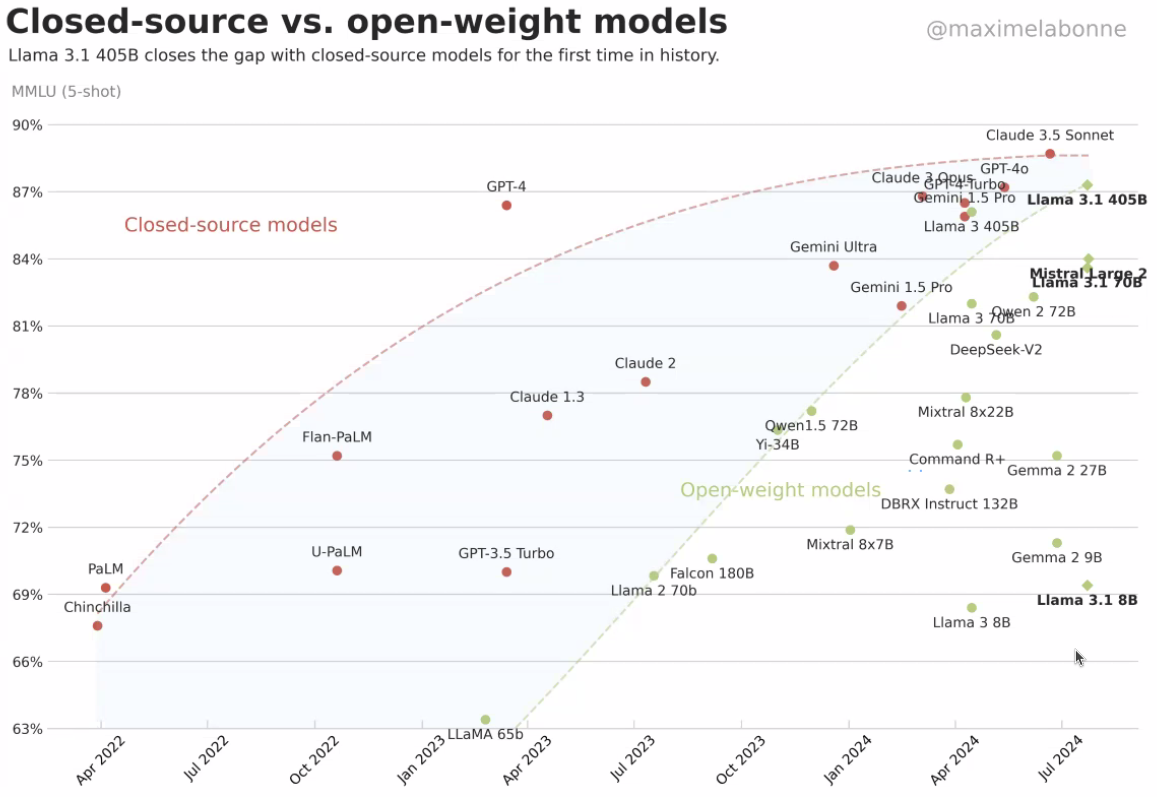 Closed-source vs. open-weight models
@maximelabonne
Llama 3.1 405B closes the gap with closed-source models for the first time in history.
MMLU (5-shot)
90%
87%
84%
81%
78%
75%
72%
69%
66%
63%
Closed-source models
Open-weight models
Claude 3.5 Sonnet
GPT-4o
Claude 3 Opus
GPT-4-Turbo
GPT-4
Gemini 1.5 Pro
Llama 3.1 405B
Llama 3 405B
Gemini Ultra
Mistral Large 2
Llama 3.1 70B
Gemini 1.5 Pro
Qwen 2 72B
Llama 3 70B
DeepSeek-V2
Claude 2
Claude 1.3
Mixtral 8x22B
Qwen1.5 72B
Flan-PaLM
Yi-34B
Command R+
Gemma 2 27B
DBRX Instruct 132B
Mixtral 8x7B
U-PaLM
GPT-3.5 Turbo
Gemma 2 9B
PaLM
Falcon 180B
Llama 2 70b
Llama 3.1 8B
Chinchilla
Llama 3 8B
LLaMA 65b
Apr 2022
Jul 2022
Oct 2022
Jan 2023
Apr 2023
Jul 2023
Oct 2023
Jan 2024
Apr 2024
Jul 2024